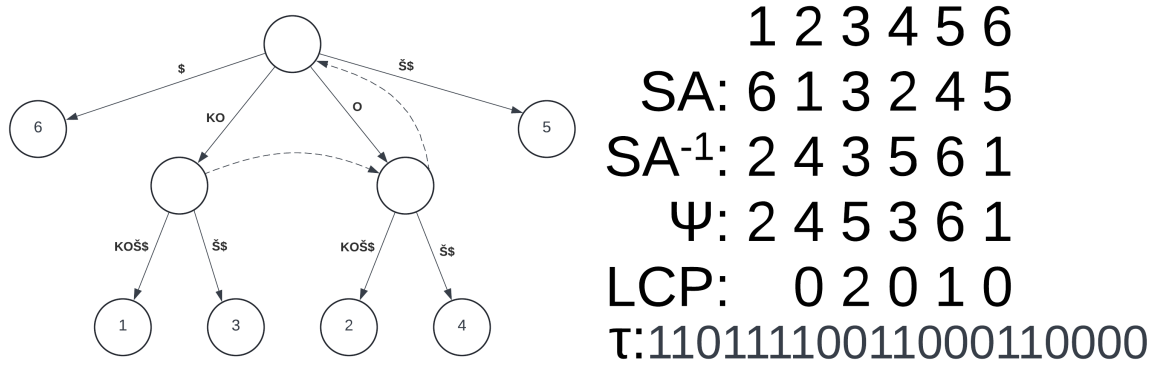 $
KO
O
Š$
6
5
KOŠ$
Š$
KOŠ$
Š$
1
3
2
4
1 2 3 4 5 6
SA: 6 1 3 2 4 5
SA-1: 2 4 3 5 6 1
Ψ: 2 4 5 3 6 1
LCP: 0 2 0 1 0
τ:11011110011000110000